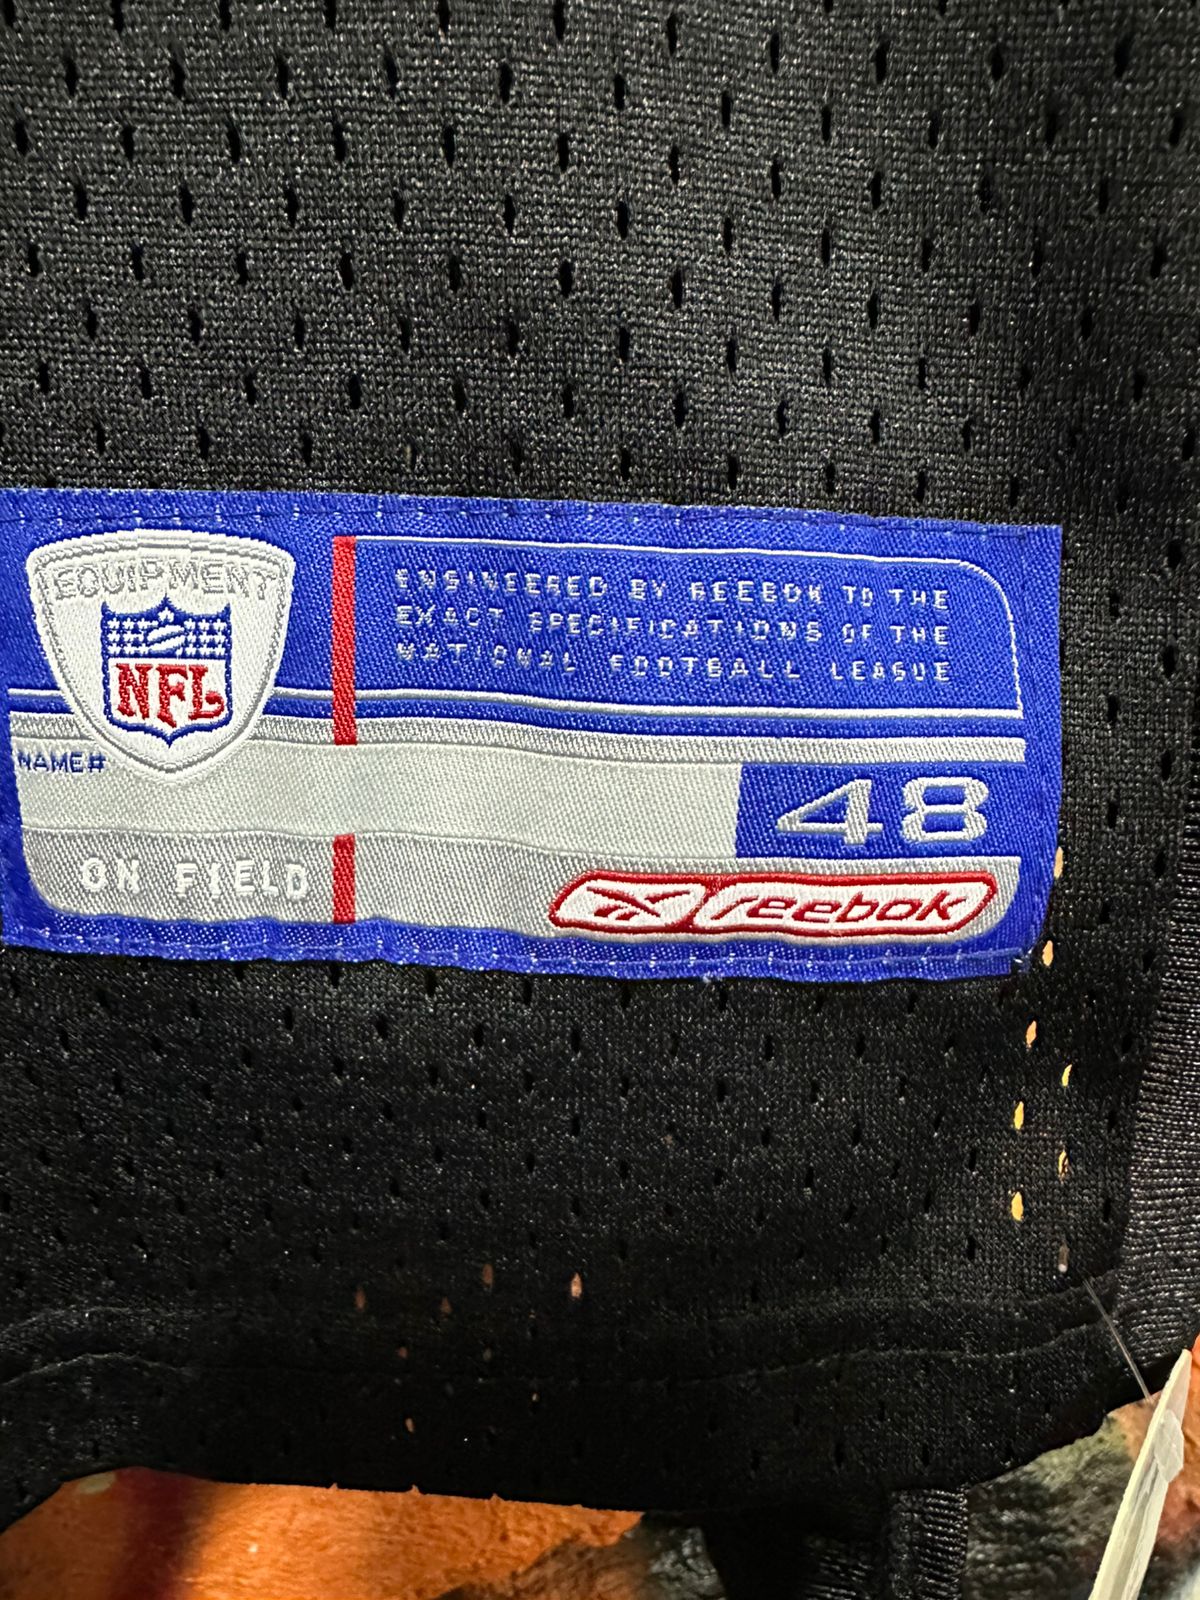 EQUIPMENT
NFL
ENGINEERED BY REEBOK TO THE
EXACT SPECIFICATIONS OF THE
NATIONAL FOOTBALL LEAGUE
NAME#
48
ON FIELD
Reebok